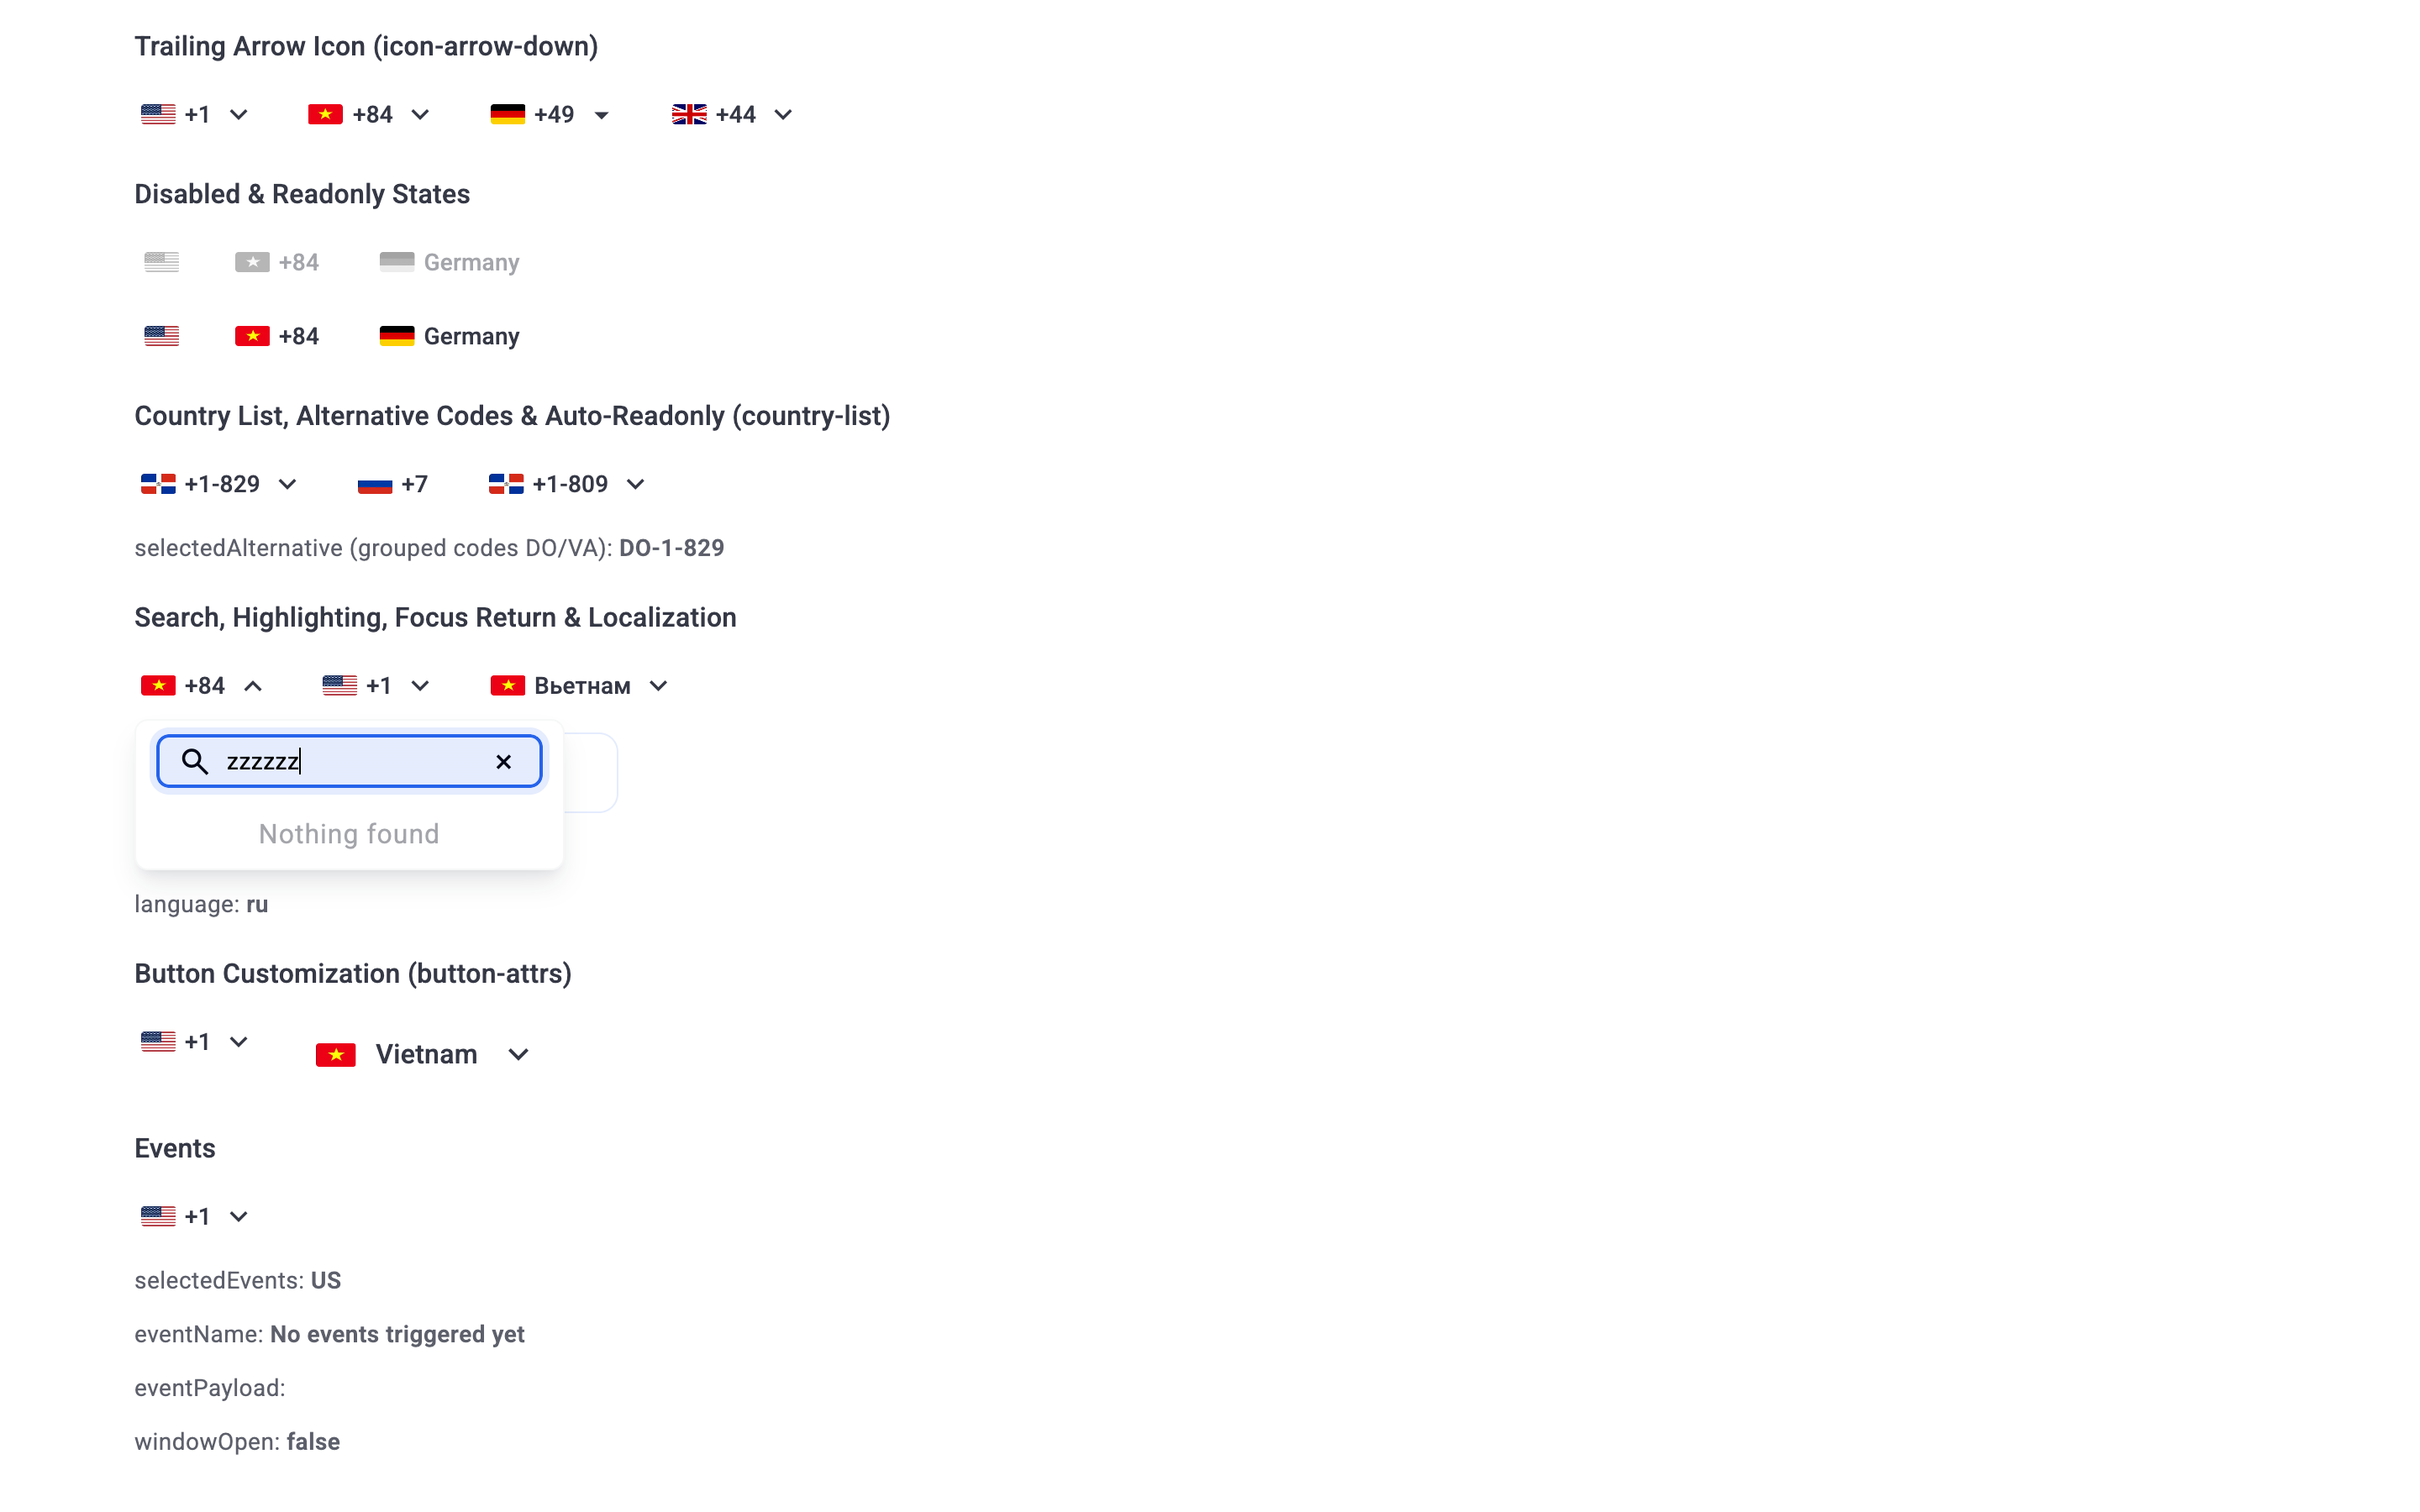 Trailing Arrow Icon (icon-arrow-down)
+1 +84 +49 +44
Disabled & Readonly States
+84 Germany
+84 Germany
Country List, Alternative Codes & Auto-Readonly (country-list)
+1-829 +7 +1-809
selectedAlternative (grouped codes DO/VA): DO-1-829
Search, Highlighting, Focus Return & Localization
+84 +1 Вьетнам
zzzzzz
Nothing found
language: ru
Button Customization (button-attrs)
+1 Vietnam
Events
+1
selectedEvents: US
eventName: No events triggered yet
eventPayload:
windowOpen: false